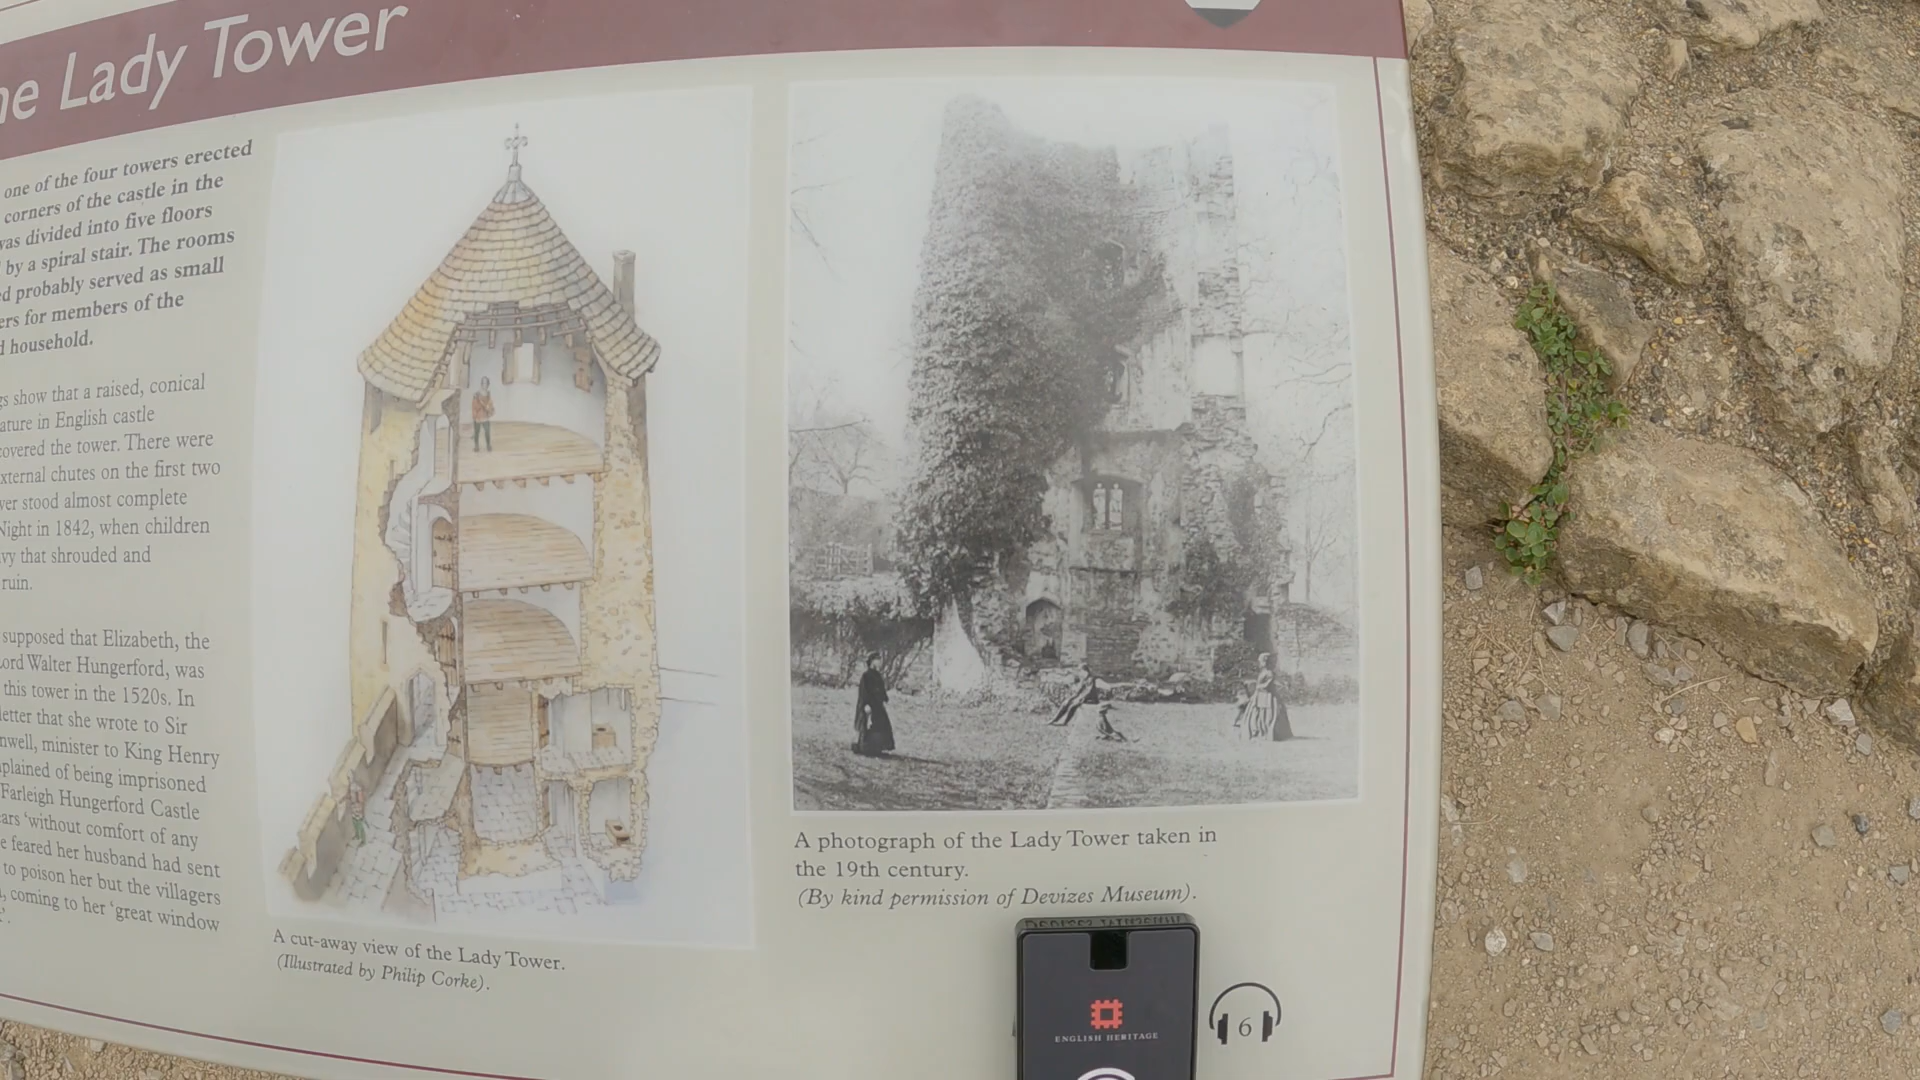 he Lady Tower
one of the four towers erected
corners of the castle in the
was divided into five floors
by a spiral stair. The rooms
d probably served as small
ers for members of the
d household.
gs show that a raised, conical
ature in English castle
covered the tower. There were
xternal chutes on the first two
wer stood almost complete
Night in 1842, when children
ivy that shrouded and
ruin.
supposed that Elizabeth, the
Lord Walter Hungerford, was
this tower in the 1520s. In
letter that she wrote to Sir
nwell, minister to King Henry
plained of being imprisoned
Farleigh Hungerford Castle
ars 'without comfort of any
e feared her husband had sent
to poison her but the villagers
, coming to her 'great window
'.
A cut-away view of the Lady Tower.
(Illustrated by Philip Corke).
A photograph of the Lady Tower taken in
the 19th century.
(By kind permission of Devizes Museum).
ENGLISH HERITAGE
6